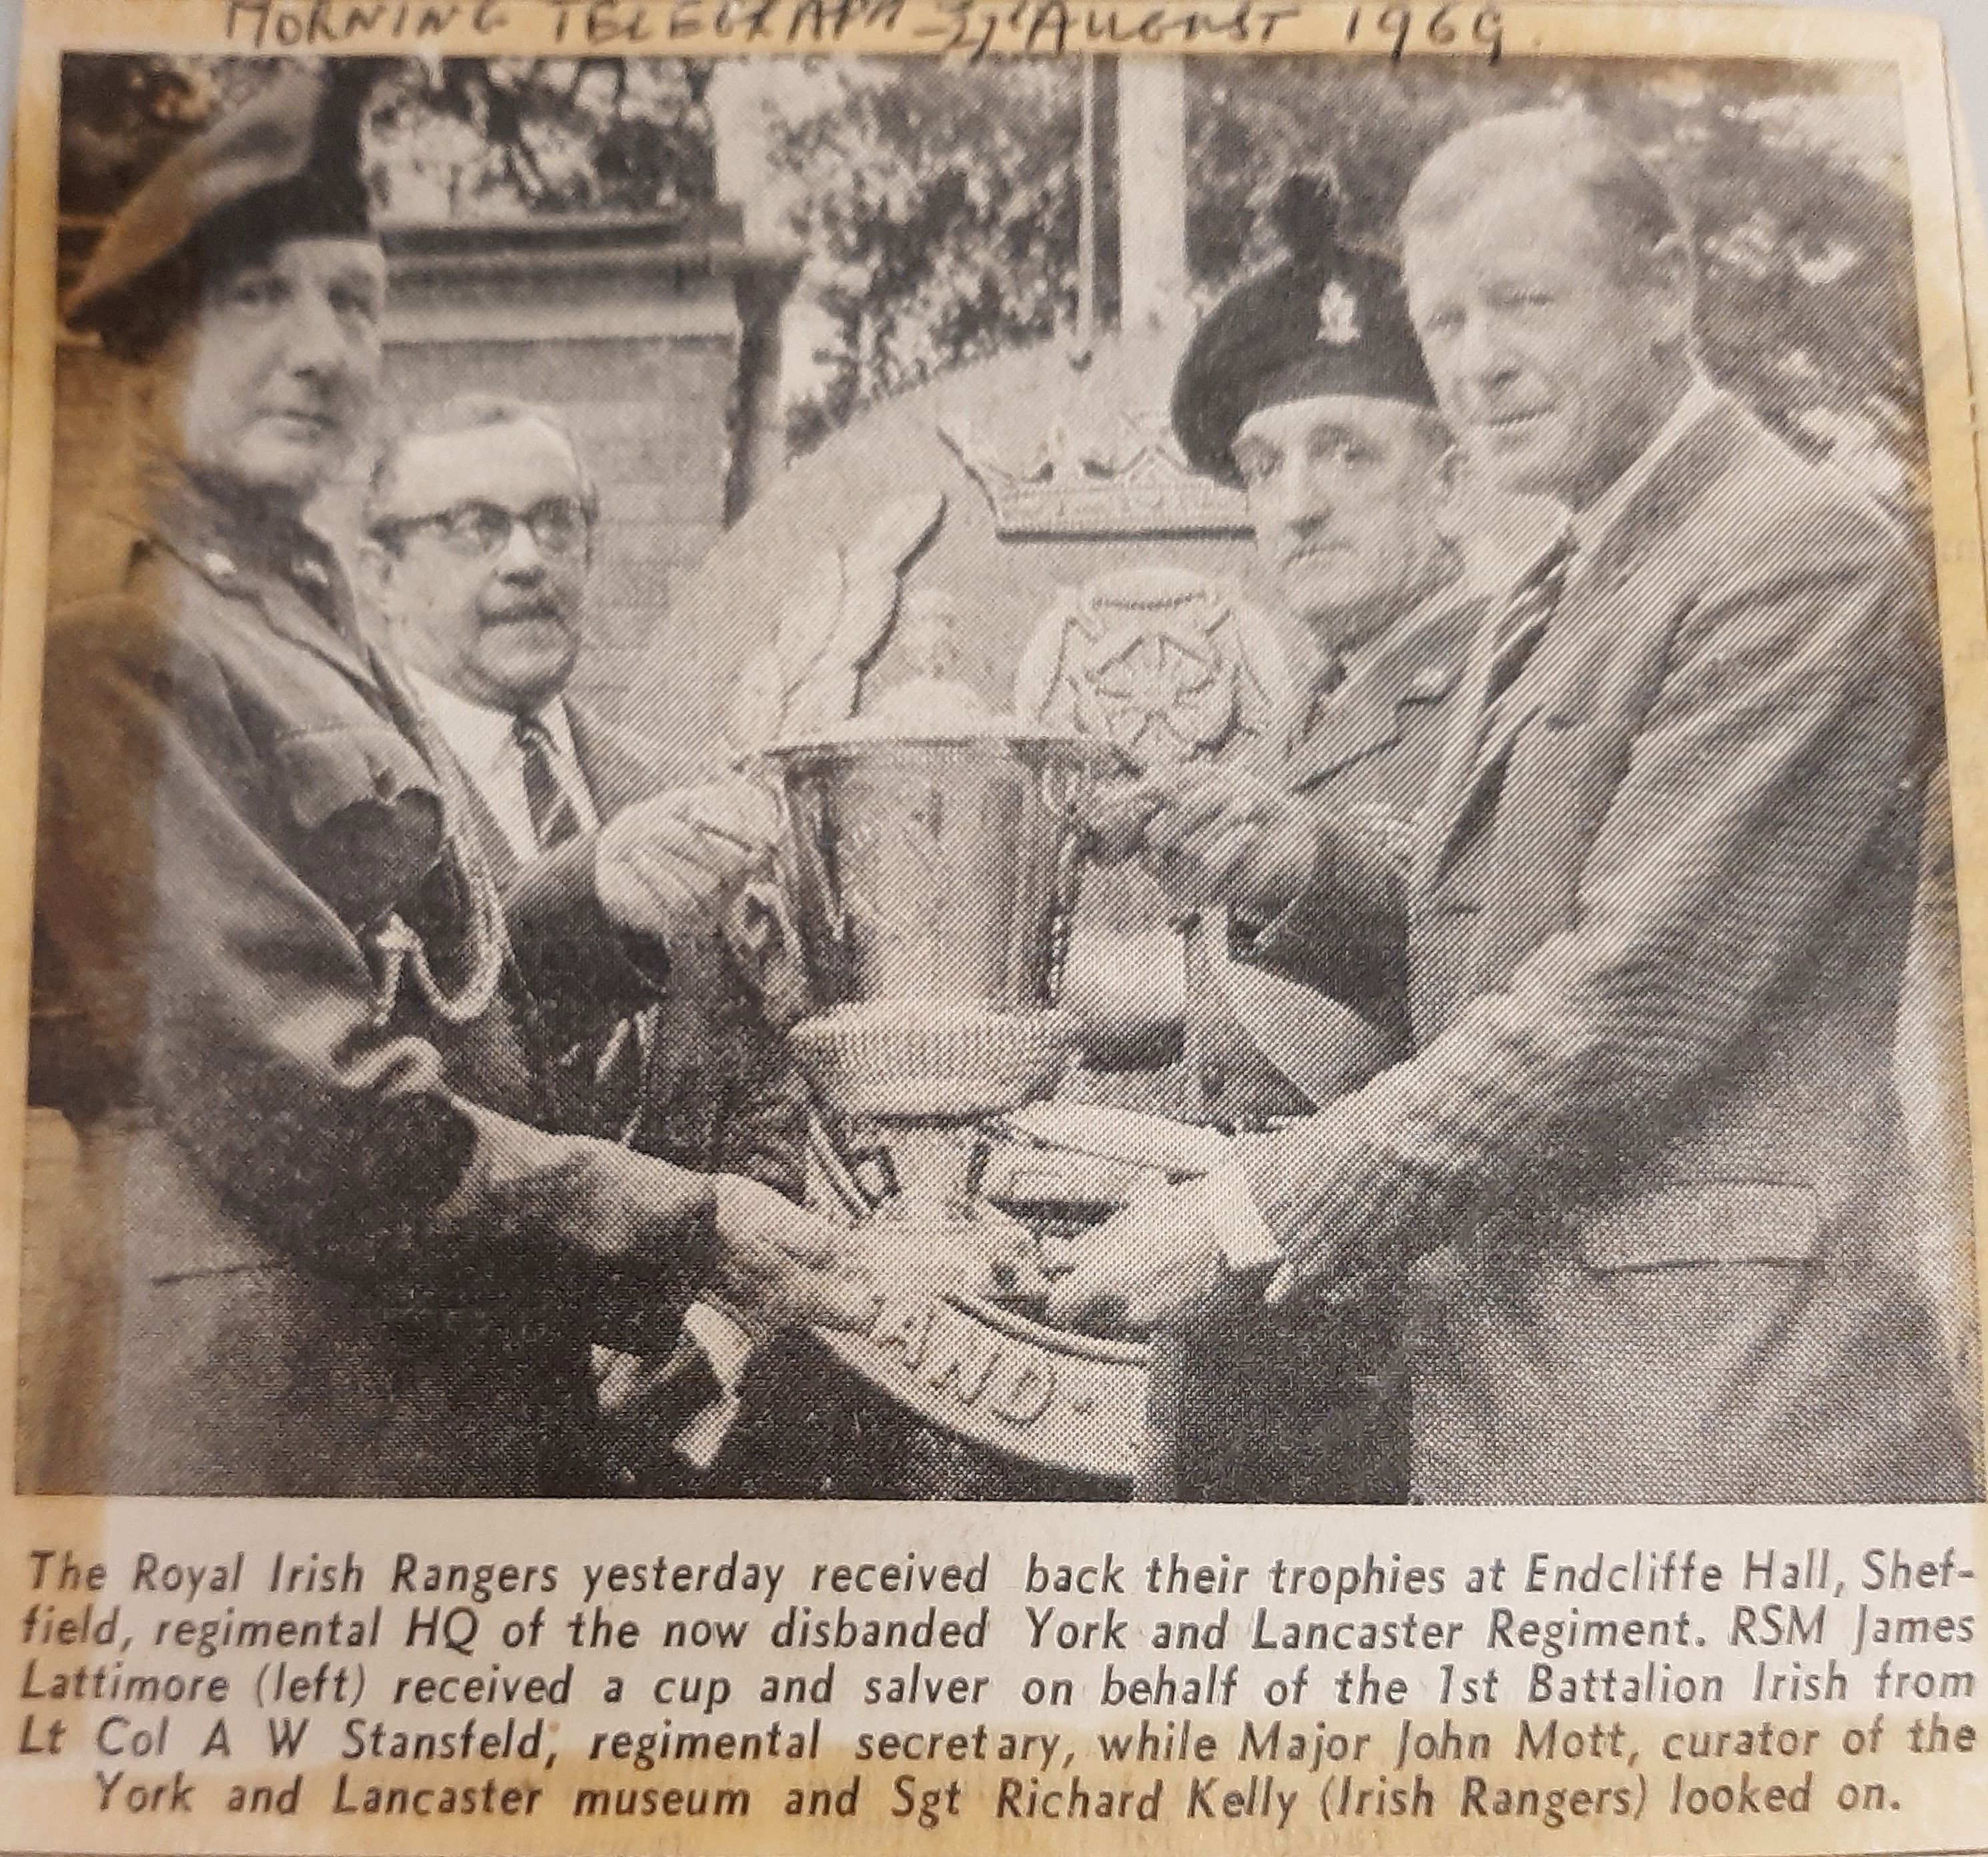 MORNING TELEGRAPH August 1969.
AND
The Royal Irish Rangers yesterday received back their trophies at Endcliffe Hall, Shef-
field, regimental HQ of the now disbanded York and Lancaster Regiment. RSM James
Lattimore (left) received a cup and salver on behalf of the 1st Battalion Irish from
Lt Col A W Stansfeld, regimental secretary, while Major John Mott, curator of the
York and Lancaster museum and Sgt Richard Kelly (Irish Rangers) looked on.